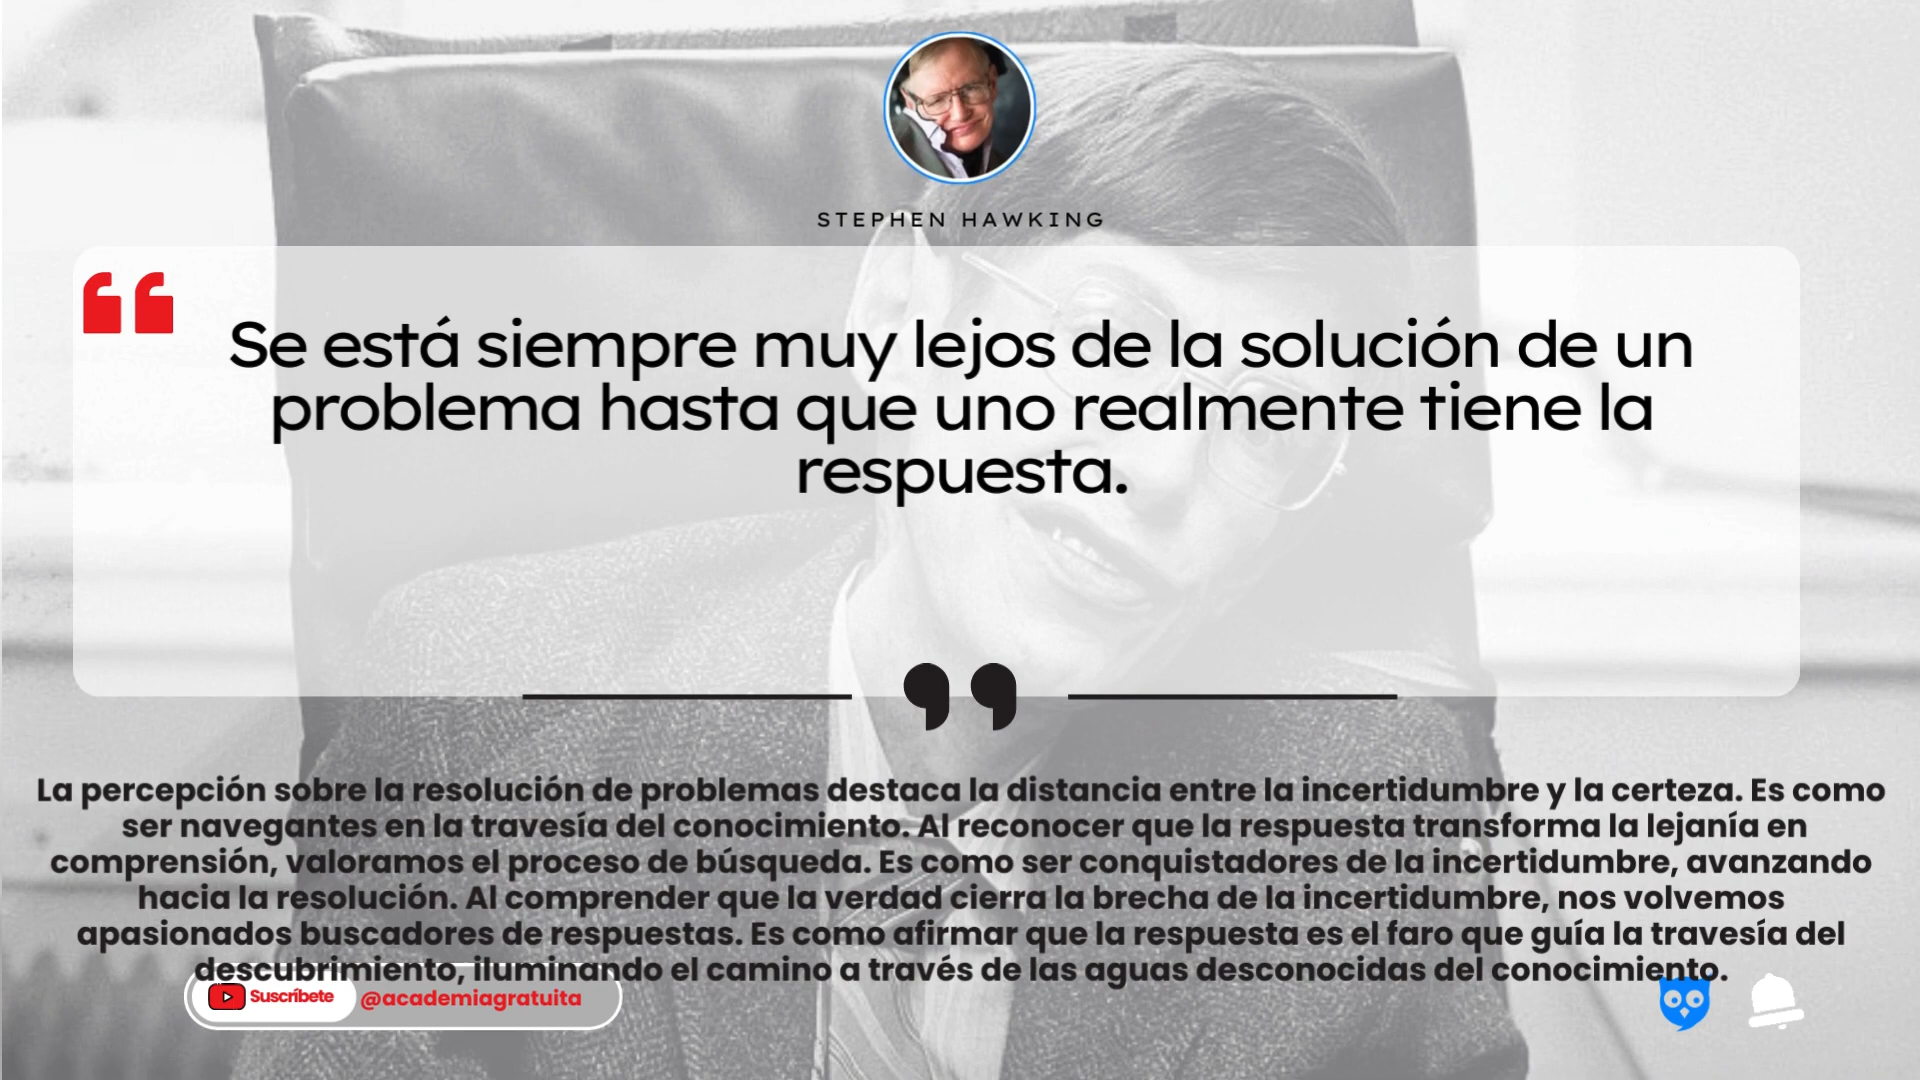 STEPHEN HAWKING
“
Se está siempre muy lejos de la solución de un
problema hasta que uno realmente tiene la
respuesta.
”
La percepción sobre la resolución de problemas destaca la distancia entre la incertidumbre y la certeza. Es como
ser navegantes en la travesía del conocimiento. Al reconocer que la respuesta transforma la lejanía en
comprensión, valoramos el proceso de búsqueda. Es como ser conquistadores de la incertidumbre, avanzando
hacia la resolución. Al comprender que la verdad cierra la brecha de la incertidumbre, nos volvemos
apasionados buscadores de respuestas. Es como afirmar que la respuesta es el faro que guía la travesía del
descubrimiento, iluminando el camino a través de las aguas desconocidas del conocimiento.
Suscríbete @academiagratuita